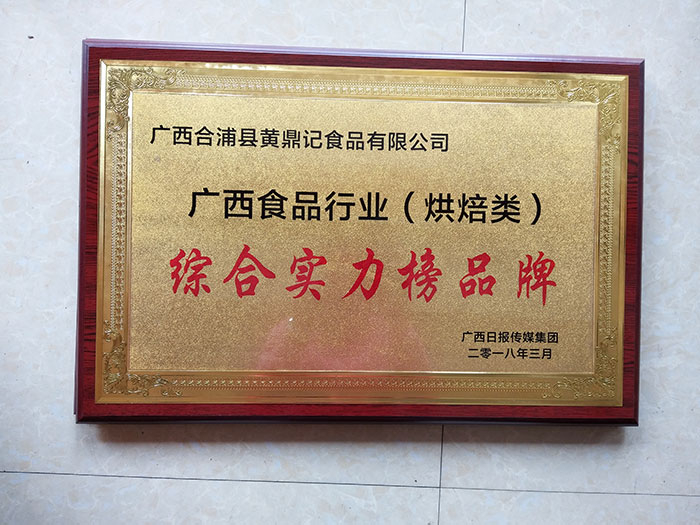 广西合浦县黄鼎记食品有限公司
广西食品行业（烘焙类）
综合实力榜品牌
广西日报传媒集团
二零一八年三月